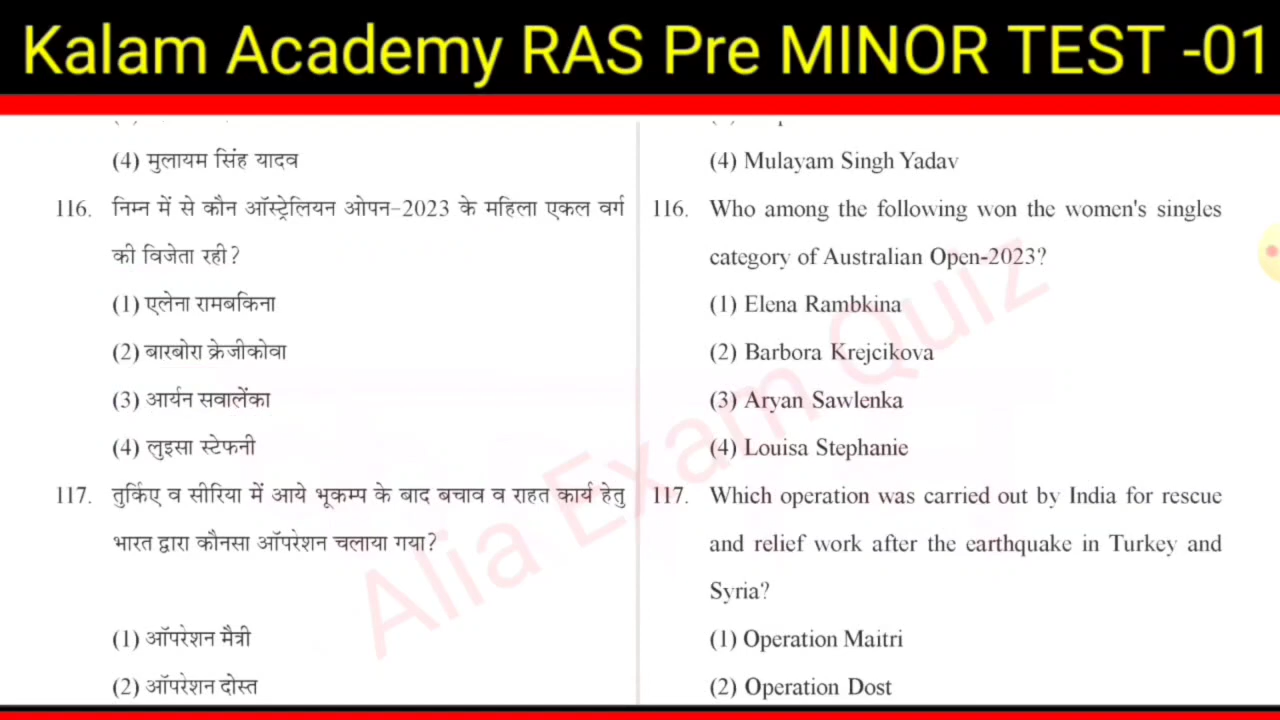 Kalam Academy RAS Pre MINOR TEST -01
(4) मुलायम सिंह यादव
116. निम्न में से कौन ऑस्ट्रेलियन ओपन-2023 के महिला एकल वर्ग
की विजेता रही?
(1) एलेना रामबकिना
(2) बारबोरा क्रेजीकोवा
(3) आर्यन सवालेंका
(4) लुइसा स्टेफनी
117. तुर्किए व सीरिया में आये भूकम्प के बाद बचाव व राहत कार्य हेतु
भारत द्वारा कौनसा ऑपरेशन चलाया गया?
(1) ऑपरेशन मैत्री
(2) ऑपरेशन दोस्त
(4) Mulayam Singh Yadav
116. Who among the following won the women's singles
category of Australian Open-2023?
(1) Elena Rambkina
(2) Barbora Krejcikova
(3) Aryan Sawlenka
(4) Louisa Stephanie
117. Which operation was carried out by India for rescue
and relief work after the earthquake in Turkey and
Syria?
(1) Operation Maitri
(2) Operation Dost
Alia Exam Quiz